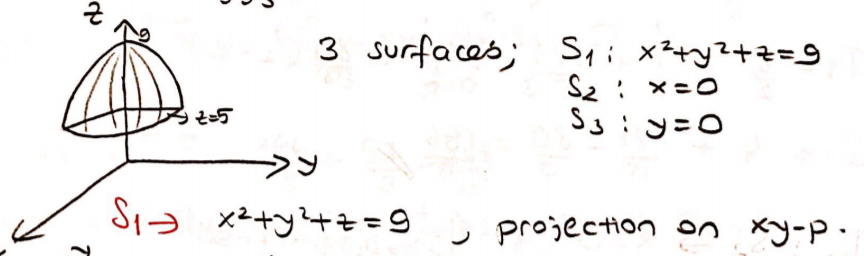 z
9
3 surfaces; S₁ : x²+y²+z=9
S₂ : x=0
→ z=5
S₃ : y=0
y
S₁→ x²+y²+z=9 , projection on xy-p.